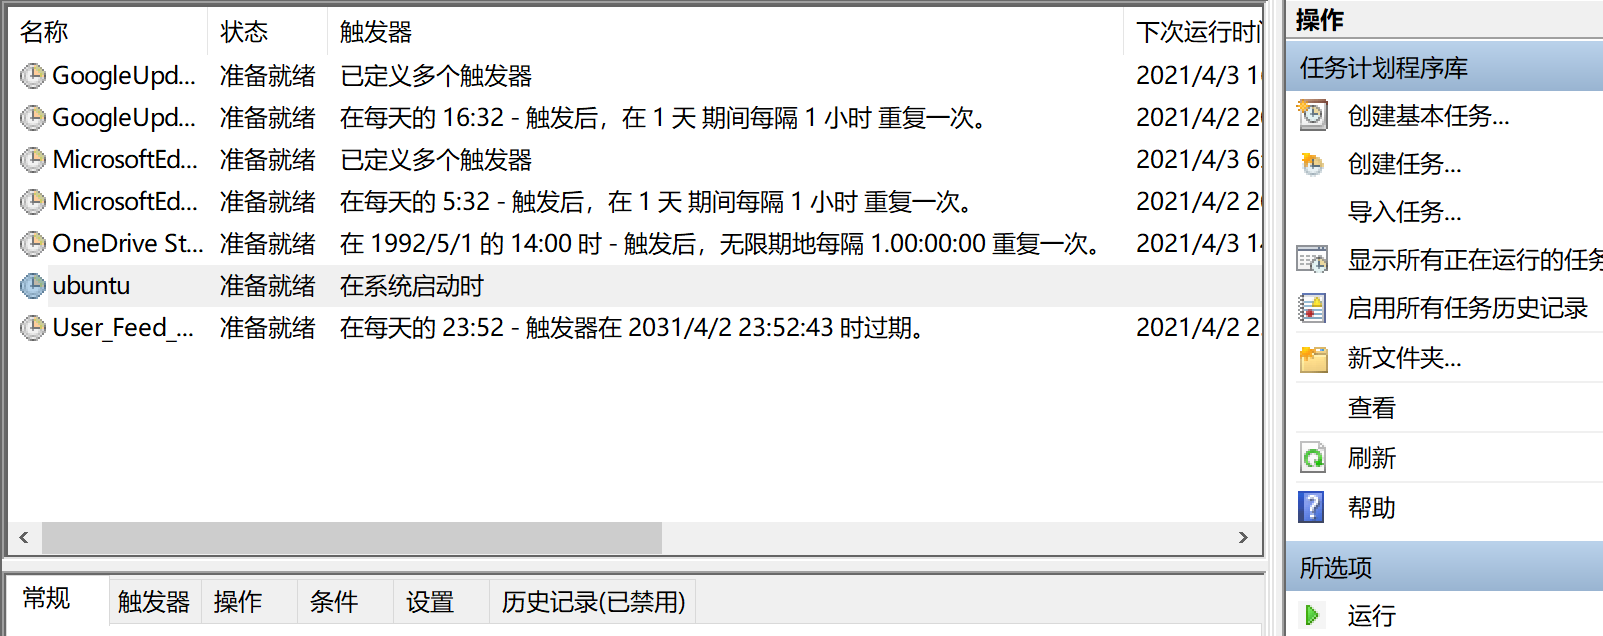 名称 状态 触发器 下次运行时
GoogleUpd... 准备就绪 已定义多个触发器 2021/4/3 1
GoogleUpd... 准备就绪 在每天的 16:32 - 触发后，在 1 天 期间每隔 1 小时 重复一次。 2021/4/2 2
MicrosoftEd... 准备就绪 已定义多个触发器 2021/4/3 6:
MicrosoftEd... 准备就绪 在每天的 5:32 - 触发后，在 1 天 期间每隔 1 小时 重复一次。 2021/4/2 2
OneDrive St... 准备就绪 在 1992/5/1 的 14:00 时 - 触发后，无限期地每隔 1.00:00:00 重复一次。 2021/4/3 1
ubuntu 准备就绪 在系统启动时
User_Feed_... 准备就绪 在每天的 23:52 - 触发器在 2031/4/2 23:52:43 时过期。 2021/4/2 2
常规 触发器 操作 条件 设置 历史记录(已禁用)
操作
任务计划程序库
创建基本任务...
创建任务...
导入任务...
显示所有正在运行的任务
启用所有任务历史记录
新文件夹...
查看
刷新
帮助
所选项
运行